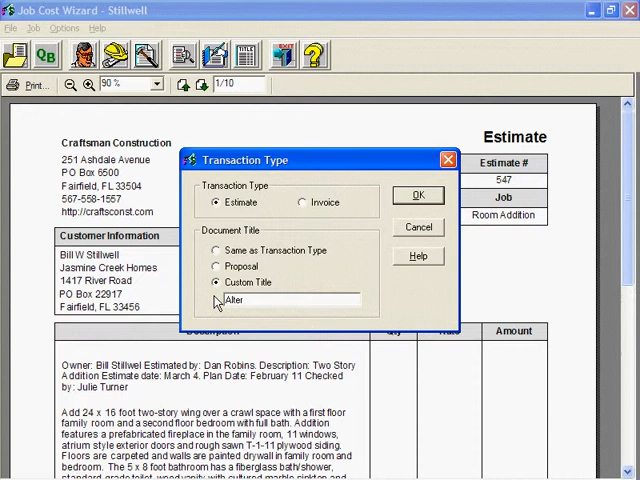 Job Cost Wizard - Stillwell
File Job Options Help
QB TITLE EXIT ?
Print... 90 % 1/10
Craftsman Construction
251 Ashdale Avenue
PO Box 6500
Fairfield, FL 33504
567-558-1557
http://craftsconst.com
Estimate
Estimate #
547
Job
Room Addition
Customer Information
Bill W Stillwell
Jasmine Creek Homes
1417 River Road
PO Box 22917
Fairfield, FL 33456
Transaction Type
Transaction Type
Estimate Invoice
Document Title
Same as Transaction Type
Proposal
Custom Title
Alter
OK
Cancel
Help
Amount
Owner: Bill Stillwel Estimated by: Dan Robins. Description: Two Story
Addition Estimate date: March 4. Plan Date: February 11 Checked
by: Julie Turner
Add 24 x 16 foot two-story wing over a crawl space with a first floor
family room and a second floor bedroom with full bath. Addition
features a prefabricated fireplace in the family room, 11 windows,
atrium style exterior doors and rough sawn T-1-11 plywood siding.
Floors are carpeted and walls are painted drywall in family room and
bedroom. The 5 x 8 foot bathroom has a fiberglass bath/shower,